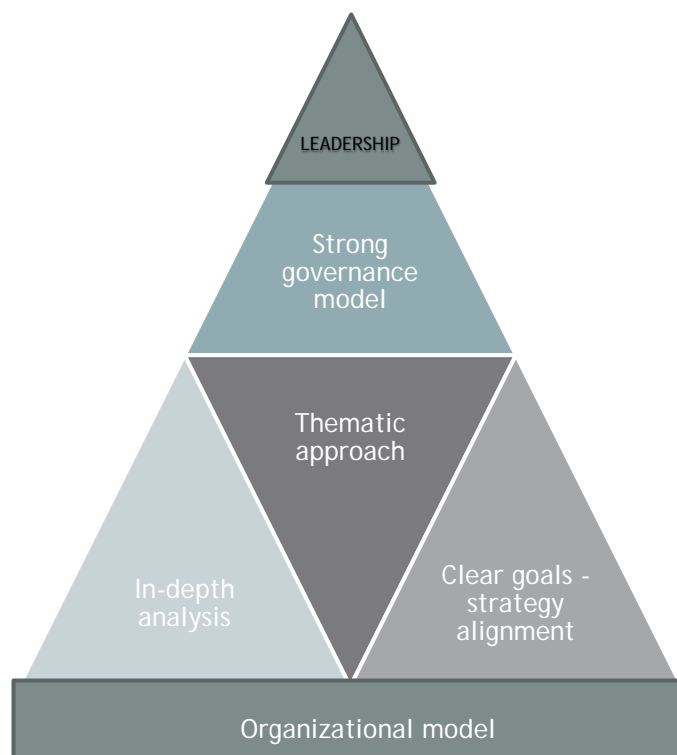 LEADERSHIP
Strong
governance
model
Thematic
approach
In-depth
analysis
Clear goals -
strategy
alignment
Organizational model